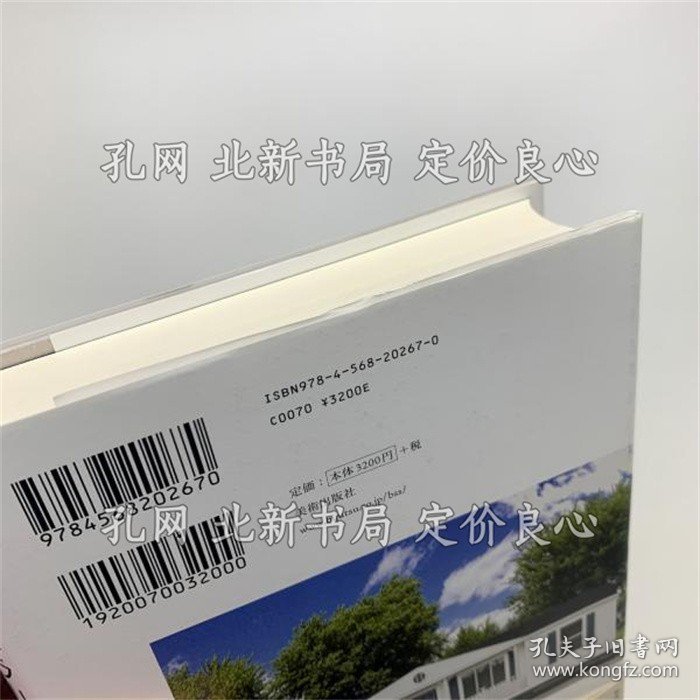 孔网 北新书局 定价良心
ISBN978-4-568-20267-0
C0070 ¥3200E
9784568202670
定価：本体3200円+税
美術出版社
1920070032000
孔网 北新书局 定价良心
孔夫子旧书网
www.kongfz.com